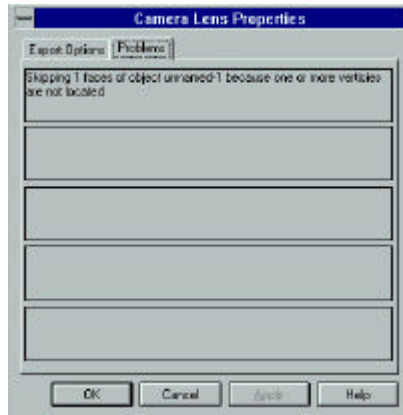 Camera Lens Properties
Export Options Problems
Skipping 1 faces of object unnamed-1 because one or more verticies
are not located
OK Cancel Apply Help